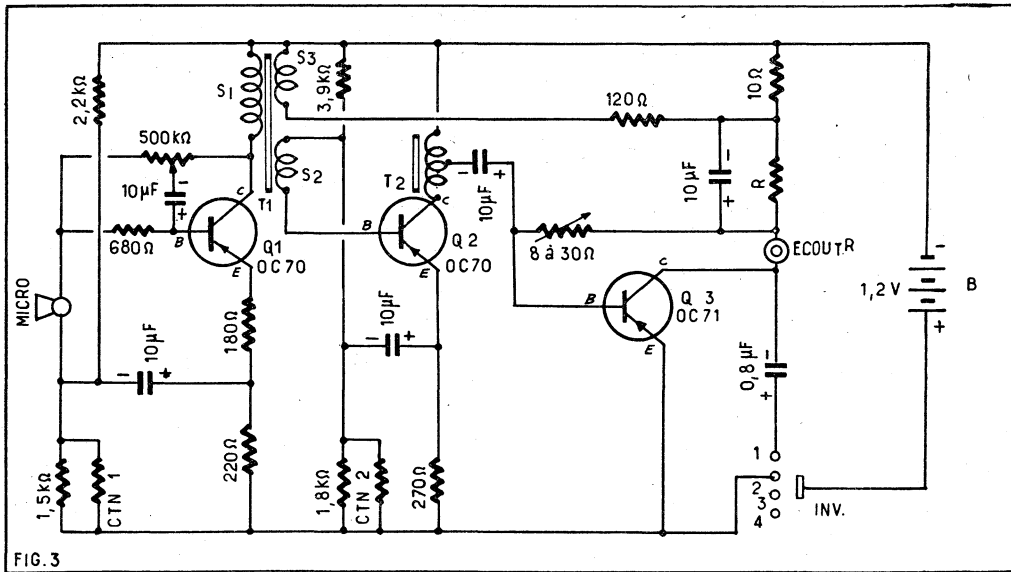 S1
S3
3,9kΩ
2,2kΩ
10Ω
120Ω
500kΩ
10µF
- +
S2
T1
T2
- +
10µF
10µF
- +
R
680Ω
B
C
E
Q1
OC70
B
C
E
Q2
OC70
8 à 30Ω
ECOUT.R
MICRO
B
C
E
Q 3
OC71
1,2V
B
-
+
180Ω
10µF
- +
10µF
- +
0,8µF
- +
220Ω
1,5kΩ
CTN 1
1,8kΩ
CTN 2
270Ω
1
2
3
4
INV.
FIG.3